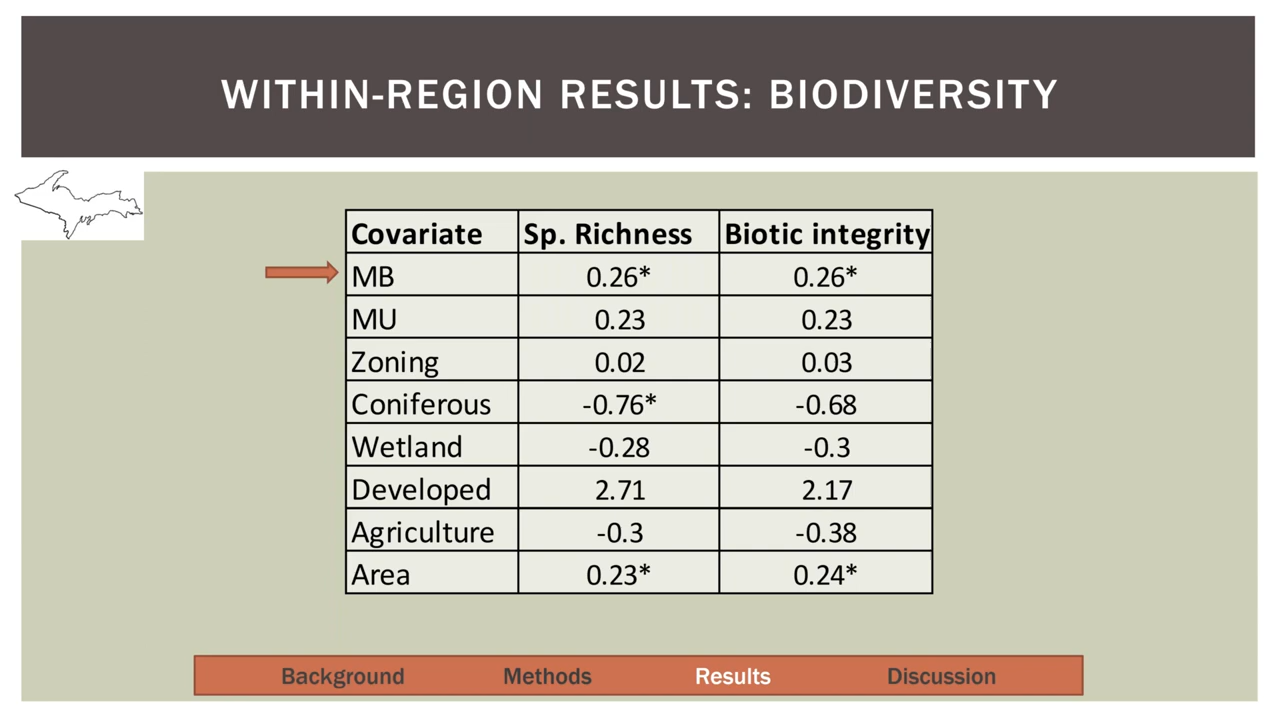 WITHIN-REGION RESULTS: BIODIVERSITY
Covariate Sp. Richness Biotic integrity
MB 0.26* 0.26*
MU 0.23 0.23
Zoning 0.02 0.03
Coniferous -0.76* -0.68
Wetland -0.28 -0.3
Developed 2.71 2.17
Agriculture -0.3 -0.38
Area 0.23* 0.24*
Background Methods Results Discussion